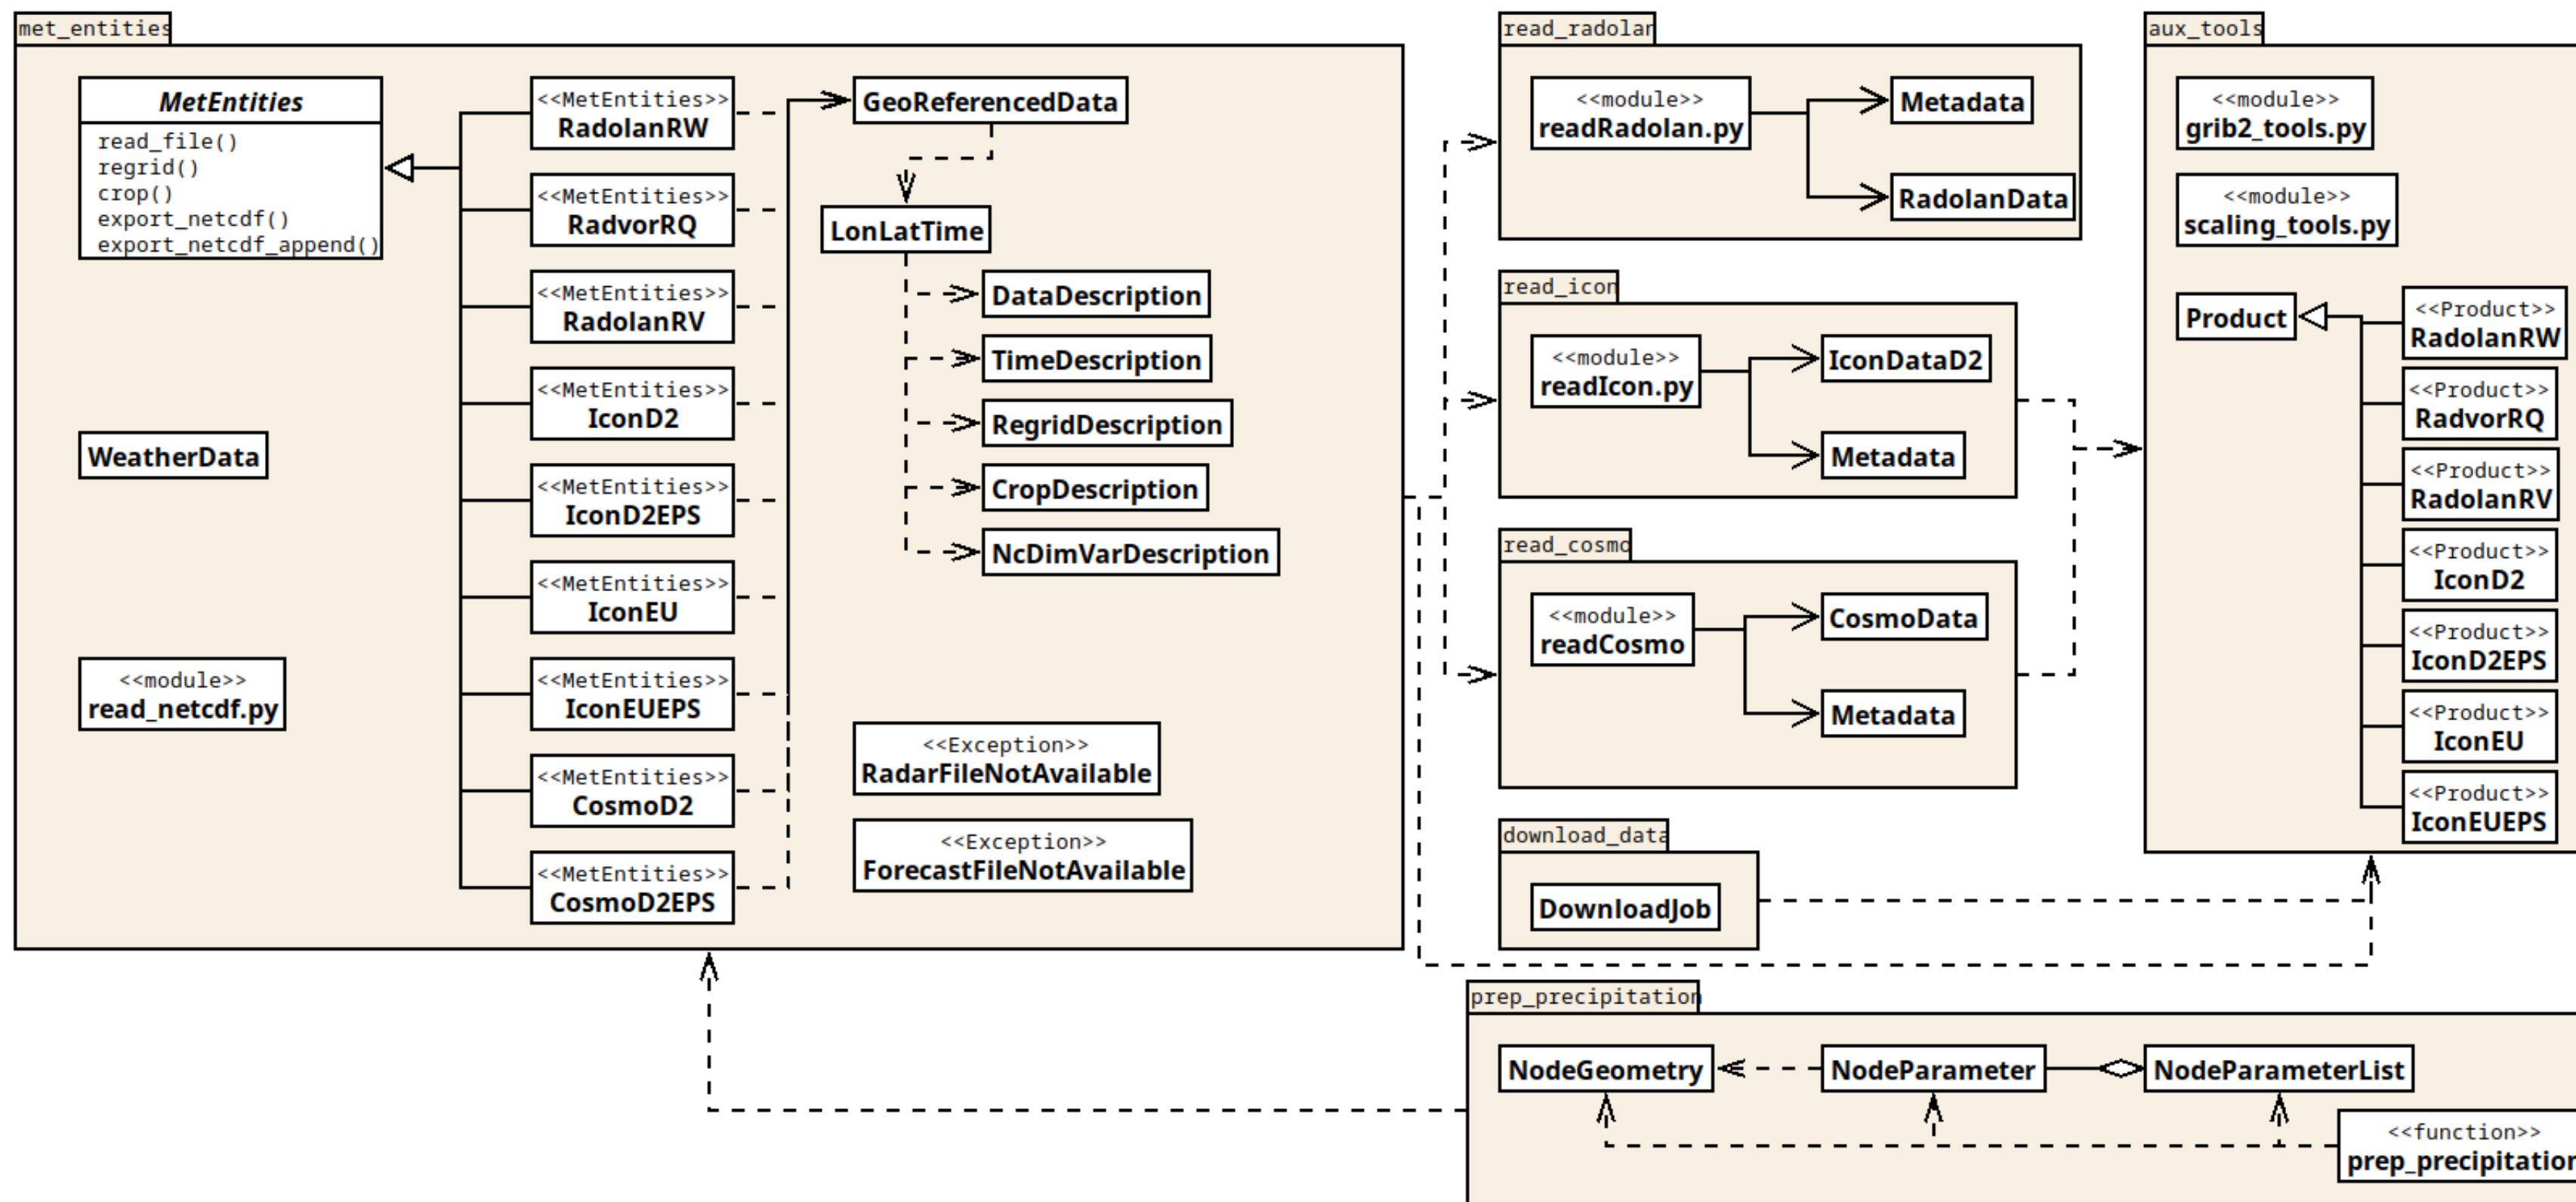 met_entities
MetEntities
read_file()
regrid()
crop()
export_netcdf()
export_netcdf_append()
WeatherData
<<module>>
read_netcdf.py
<<MetEntities>>
RadolanRW
<<MetEntities>>
RadvorRQ
<<MetEntities>>
RadolanRV
<<MetEntities>>
IconD2
<<MetEntities>>
IconD2EPS
<<MetEntities>>
IconEU
<<MetEntities>>
IconEUEPS
<<MetEntities>>
CosmoD2
<<MetEntities>>
CosmoD2EPS
GeoReferencedData
LonLatTime
DataDescription
TimeDescription
RegridDescription
CropDescription
NcDimVarDescription
<<Exception>>
RadarFileNotAvailable
<<Exception>>
ForecastFileNotAvailable
read_radolan
<<module>>
readRadolan.py
Metadata
RadolanData
read_icon
<<module>>
readIcon.py
IconDataD2
Metadata
read_cosmo
<<module>>
readCosmo
CosmoData
Metadata
download_data
DownloadJob
aux_tools
<<module>>
grib2_tools.py
<<module>>
scaling_tools.py
Product
<<Product>>
RadolanRW
<<Product>>
RadvorRQ
<<Product>>
RadolanRV
<<Product>>
IconD2
<<Product>>
IconD2EPS
<<Product>>
IconEU
<<Product>>
IconEUEPS
prep_precipitation
NodeGeometry
NodeParameter
NodeParameterList
<<function>>
prep_precipitation